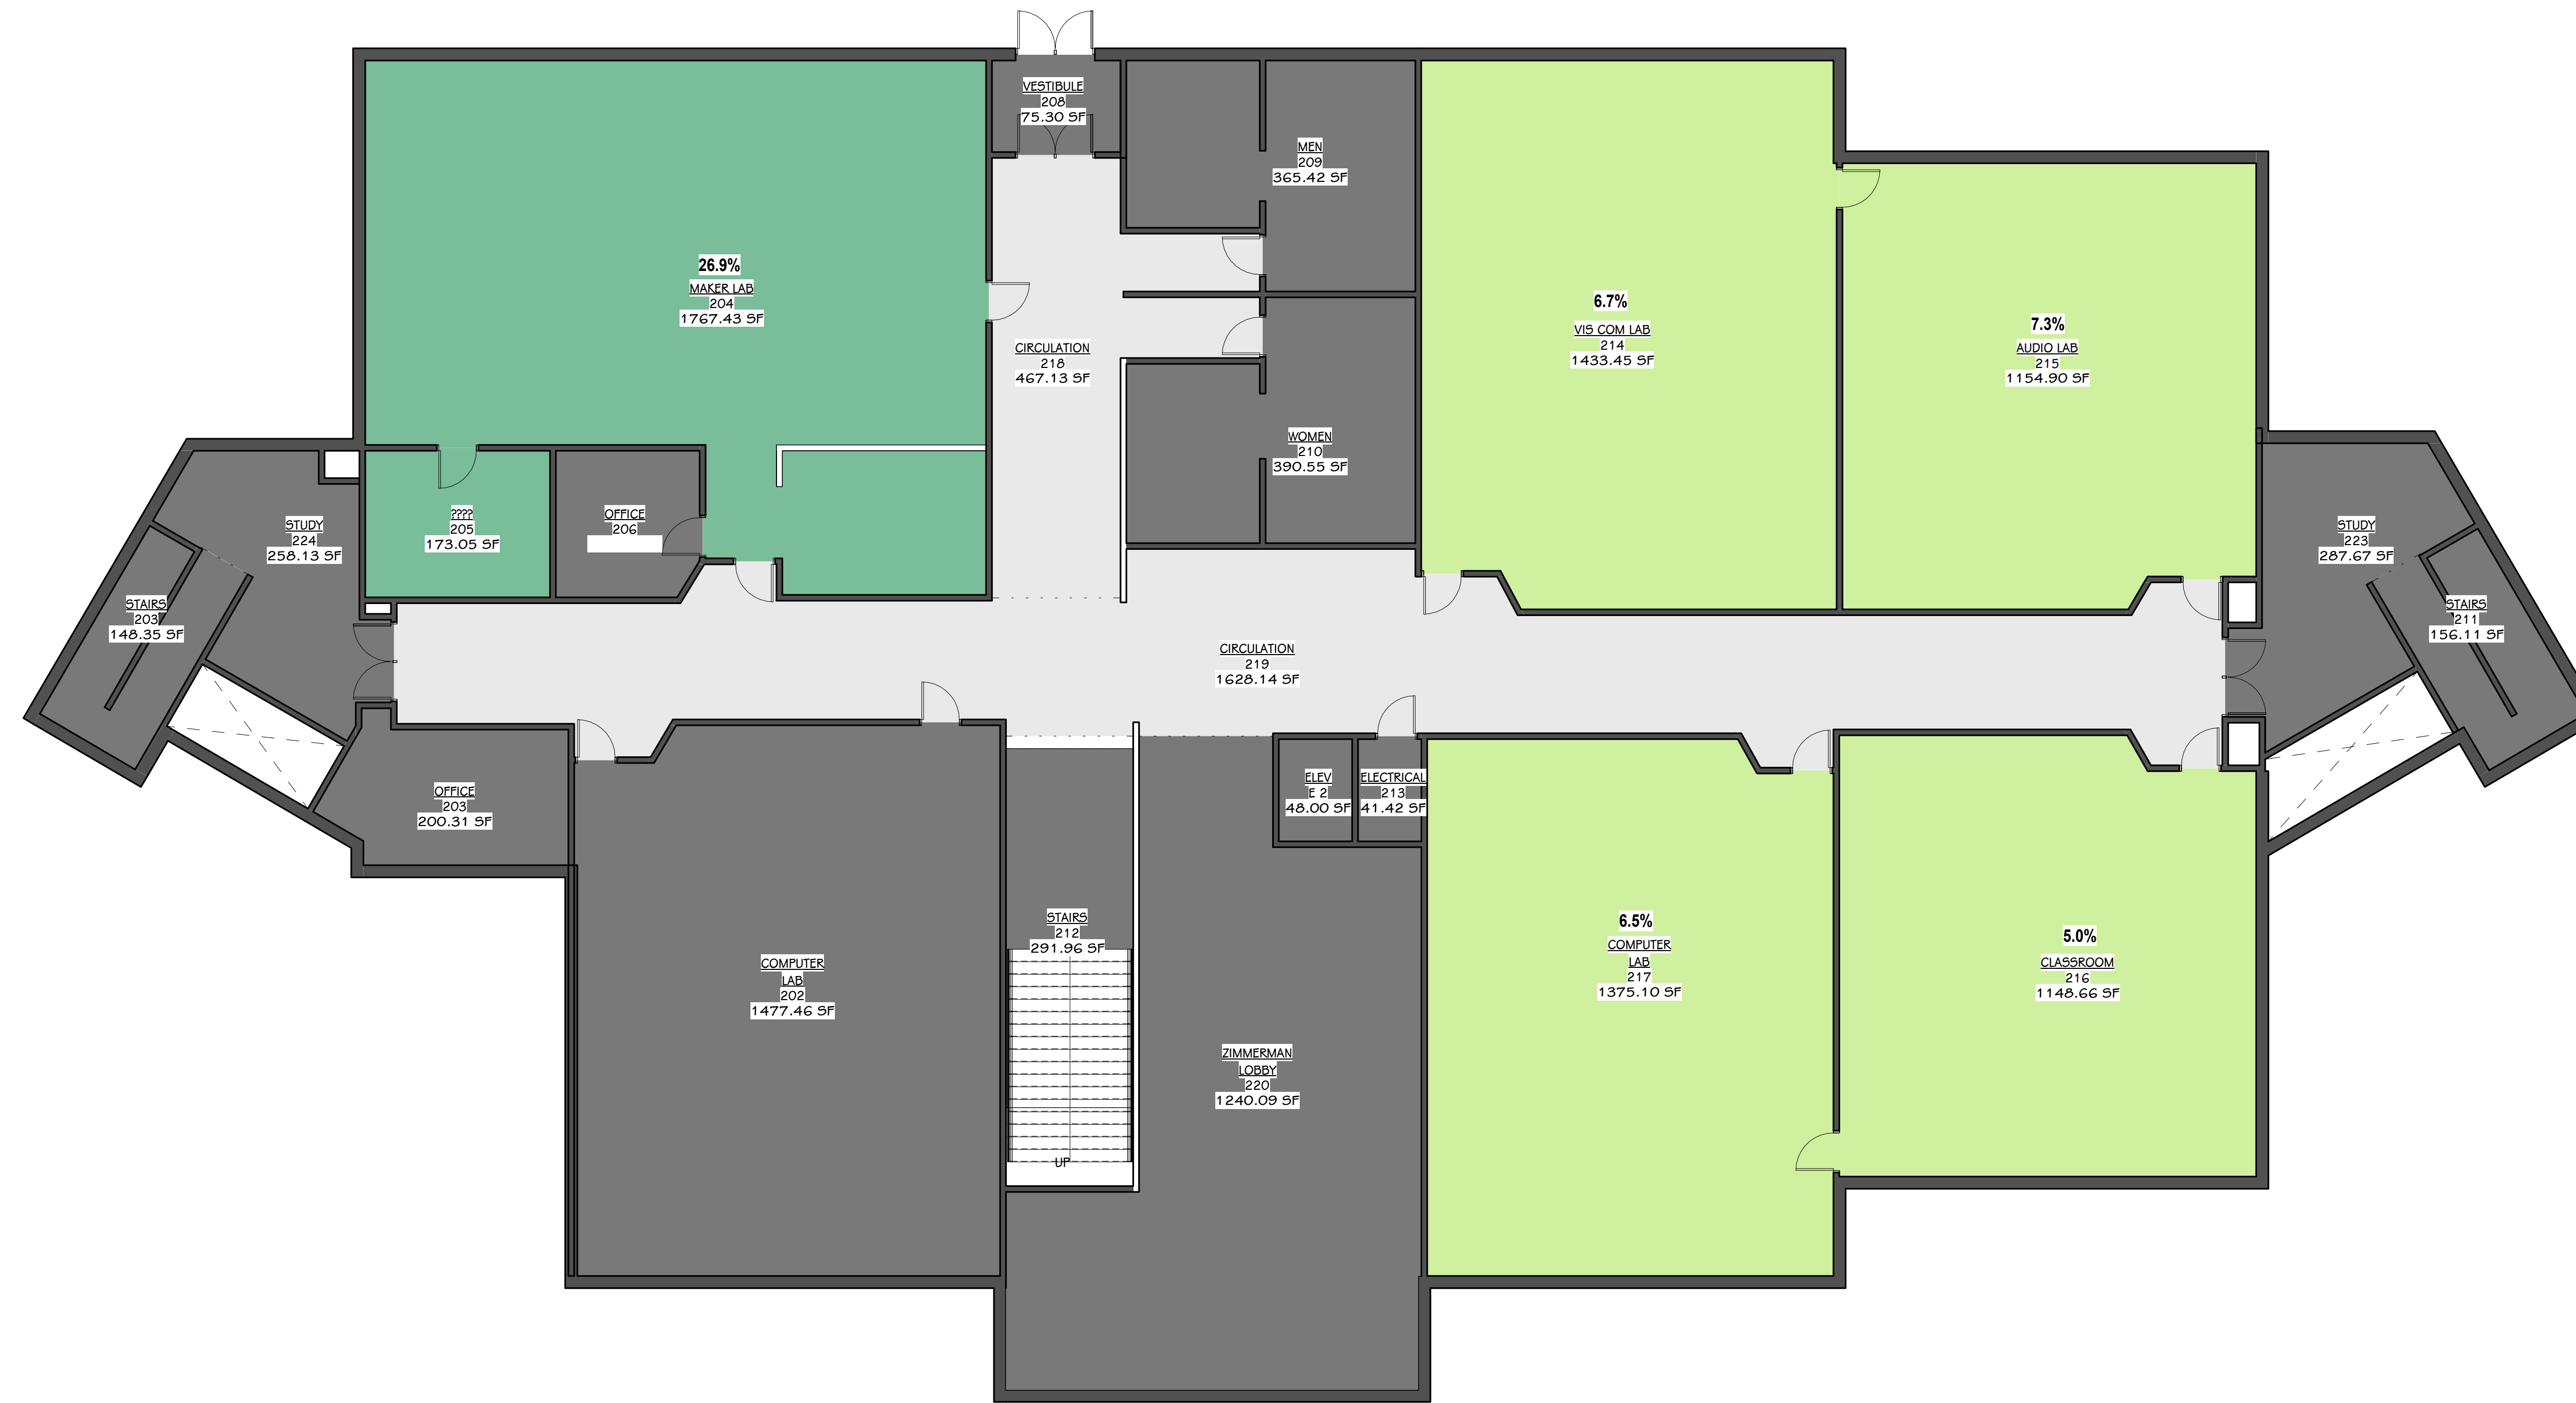 VESTIBULE
208
75.30 SF
MEN
209
365.42 SF
26.9%
MAKER LAB
204
1767.43 SF
6.7%
VIS COM LAB
214
1433.45 SF
7.3%
AUDIO LAB
215
1154.90 SF
CIRCULATION
218
467.13 SF
WOMEN
210
390.55 SF
STUDY
224
258.13 SF
????
205
173.05 SF
OFFICE
206
STUDY
223
287.67 SF
STAIRS
203
148.35 SF
STAIRS
211
156.11 SF
CIRCULATION
219
1628.14 SF
OFFICE
203
200.31 SF
ELEV
E 2
48.00 SF
ELECTRICAL
213
41.42 SF
STAIRS
212
291.96 SF
UP
COMPUTER
LAB
202
1477.46 SF
6.5%
COMPUTER
LAB
217
1375.10 SF
5.0%
CLASSROOM
216
1148.66 SF
ZIMMERMAN
LOBBY
220
1240.09 SF